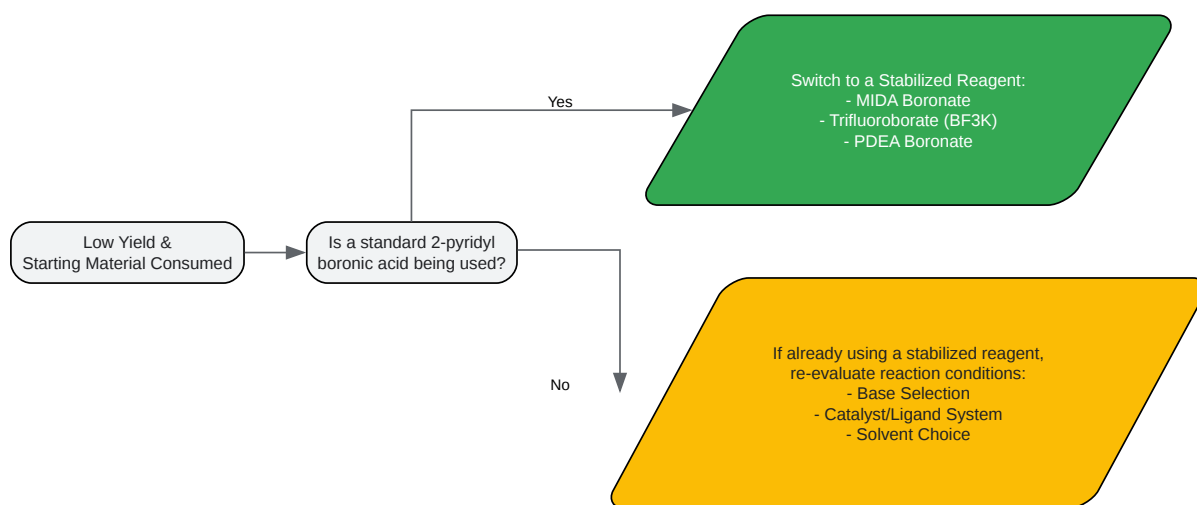 Low Yield &
Starting Material Consumed
Is a standard 2-pyridyl
boronic acid being used?
Yes
Switch to a Stabilized Reagent:
- MIDA Boronate
- Trifluoroborate (BF3K)
- PDEA Boronate
No
If already using a stabilized reagent,
re-evaluate reaction conditions:
- Base Selection
- Catalyst/Ligand System
- Solvent Choice